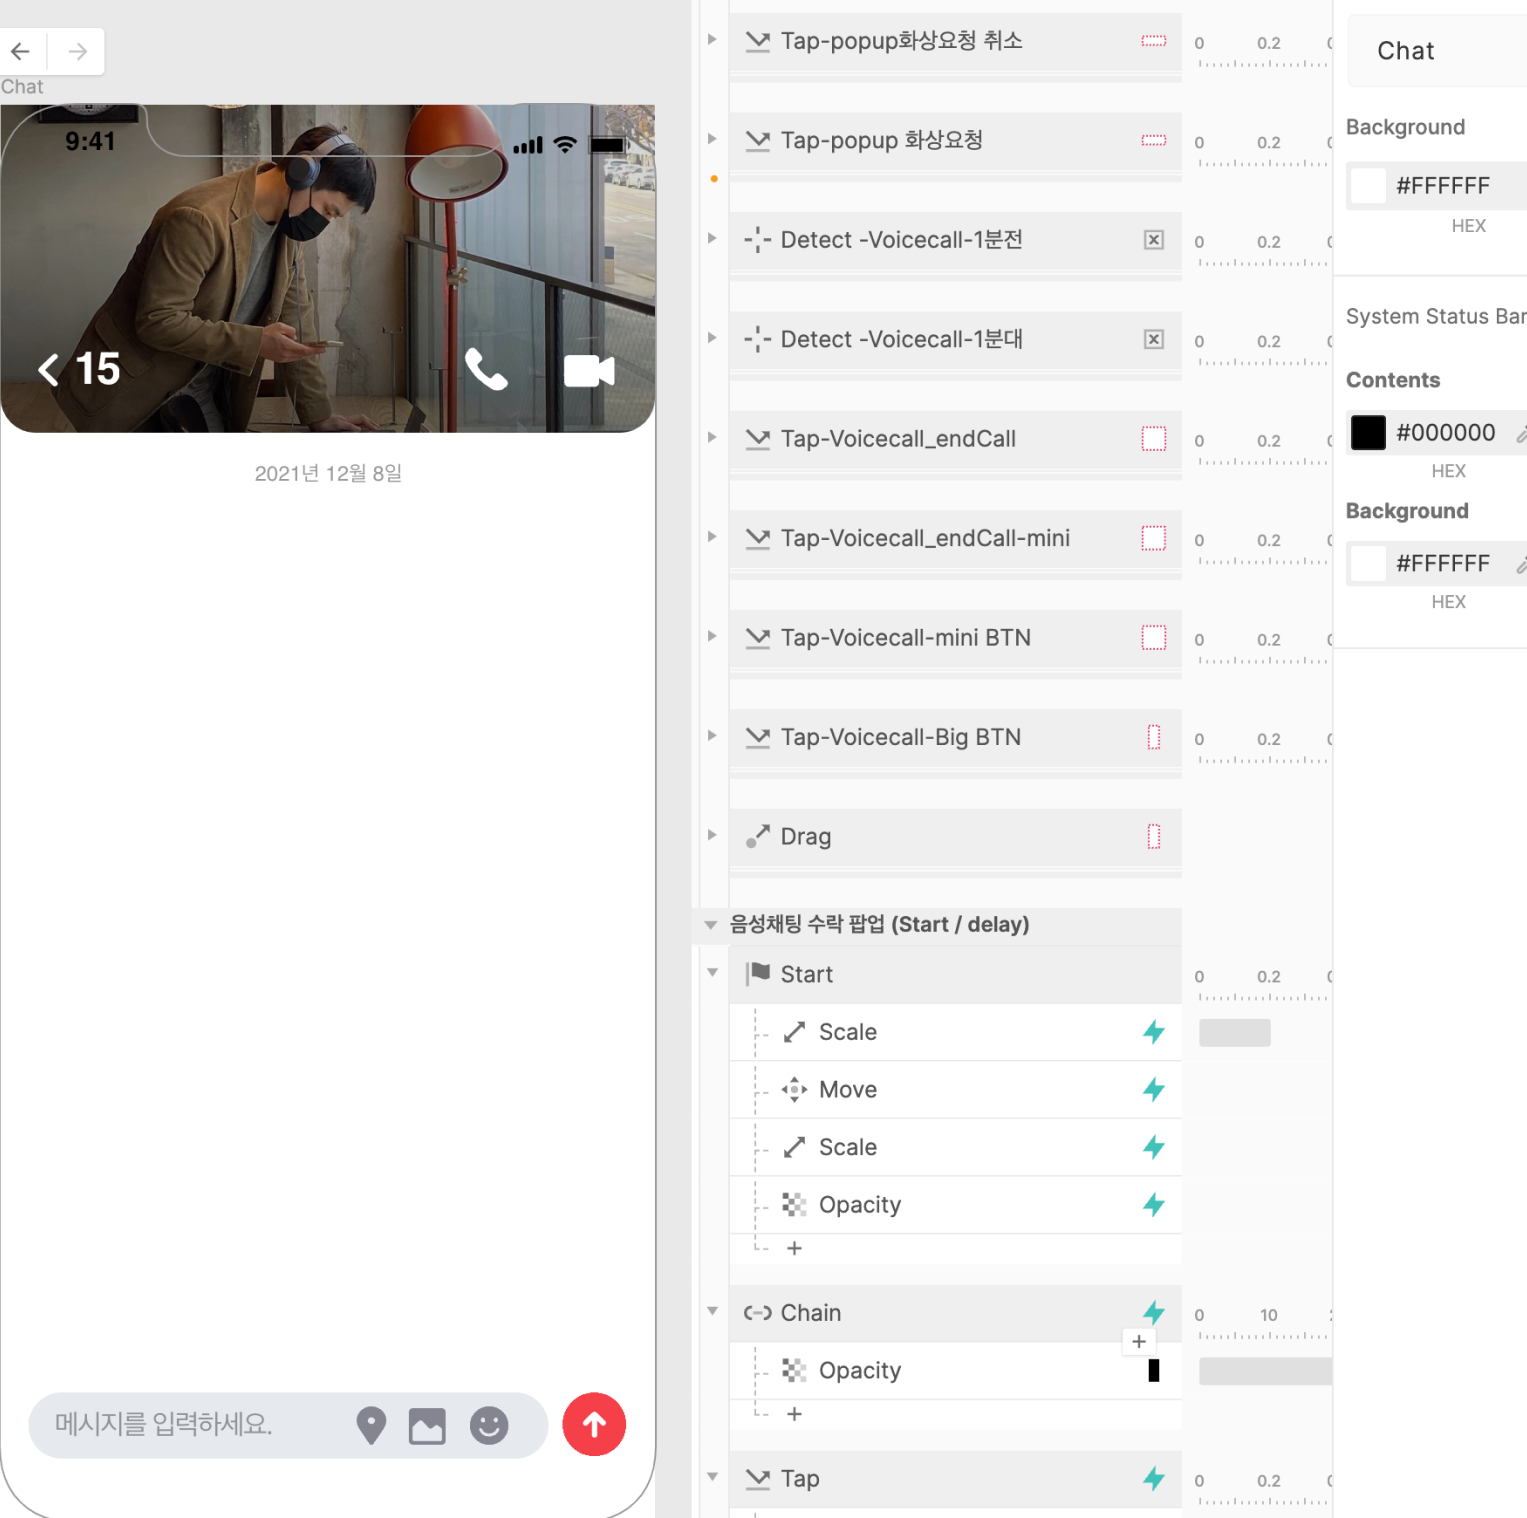 Chat
9:41
15
2021년 12월 8일
메시지를 입력하세요.
Tap-popup화상요청 취소
0 0.2
Tap-popup 화상요청
0 0.2
Detect -Voicecall-1분전
0 0.2
Detect -Voicecall-1분대
0 0.2
Tap-Voicecall_endCall
0 0.2
Tap-Voicecall_endCall-mini
0 0.2
Tap-Voicecall-mini BTN
0 0.2
Tap-Voicecall-Big BTN
0 0.2
Drag
음성채팅 수락 팝업 (Start / delay)
Start
0 0.2
Scale
Move
Scale
Opacity
+
Chain
0 10
+
Opacity
+
Tap
0 0.2
Chat
Background
#FFFFFF
HEX
System Status Bar
Contents
#000000
HEX
Background
#FFFFFF
HEX